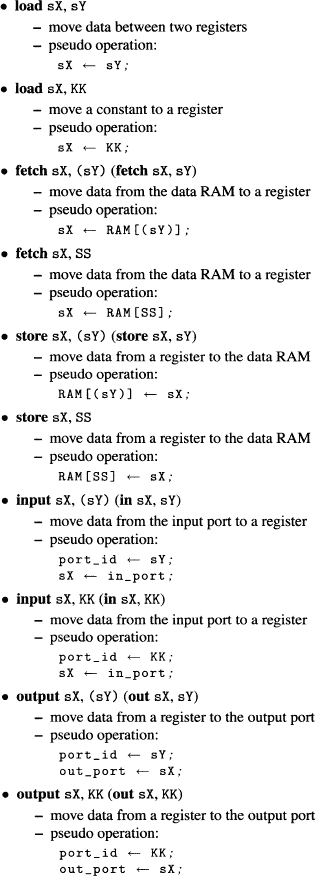 • load sX, sY
– move data between two registers
– pseudo operation:
sX ← sY;
• load sX, KK
– move a constant to a register
– pseudo operation:
sX ← KK;
• fetch sX, (sY) (fetch sX, sY)
– move data from the data RAM to a register
– pseudo operation:
sX ← RAM[(sY)];
• fetch sX, SS
– move data from the data RAM to a register
– pseudo operation:
sX ← RAM[SS];
• store sX, (sY) (store sX, sY)
– move data from a register to the data RAM
– pseudo operation:
RAM[(sY)] ← sX;
• store sX, SS
– move data from a register to the data RAM
– pseudo operation:
RAM[SS] ← sX;
• input sX, (sY) (in sX, sY)
– move data from the input port to a register
– pseudo operation:
port_id ← sY;
sX ← in_port;
• input sX, KK (in sX, KK)
– move data from the input port to a register
– pseudo operation:
port_id ← KK;
sX ← in_port;
• output sX, (sY) (out sX, sY)
– move data from a register to the output port
– pseudo operation:
port_id ← sY;
out_port ← sX;
• output sX, KK (out sX, KK)
– move data from a register to the output port
– pseudo operation:
port_id ← KK;
out_port ← sX;